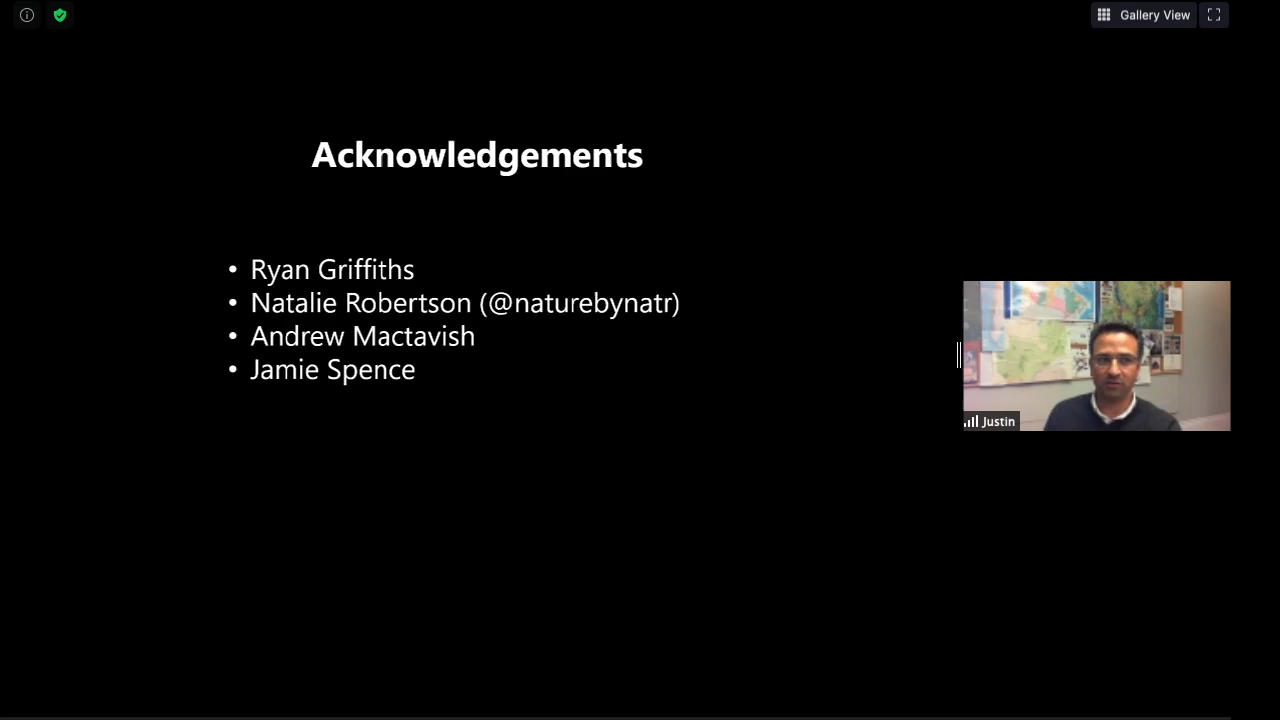 Gallery View
Acknowledgements
• Ryan Griffiths
• Natalie Robertson (@naturebynatr)
• Andrew Mactavish
• Jamie Spence
Justin